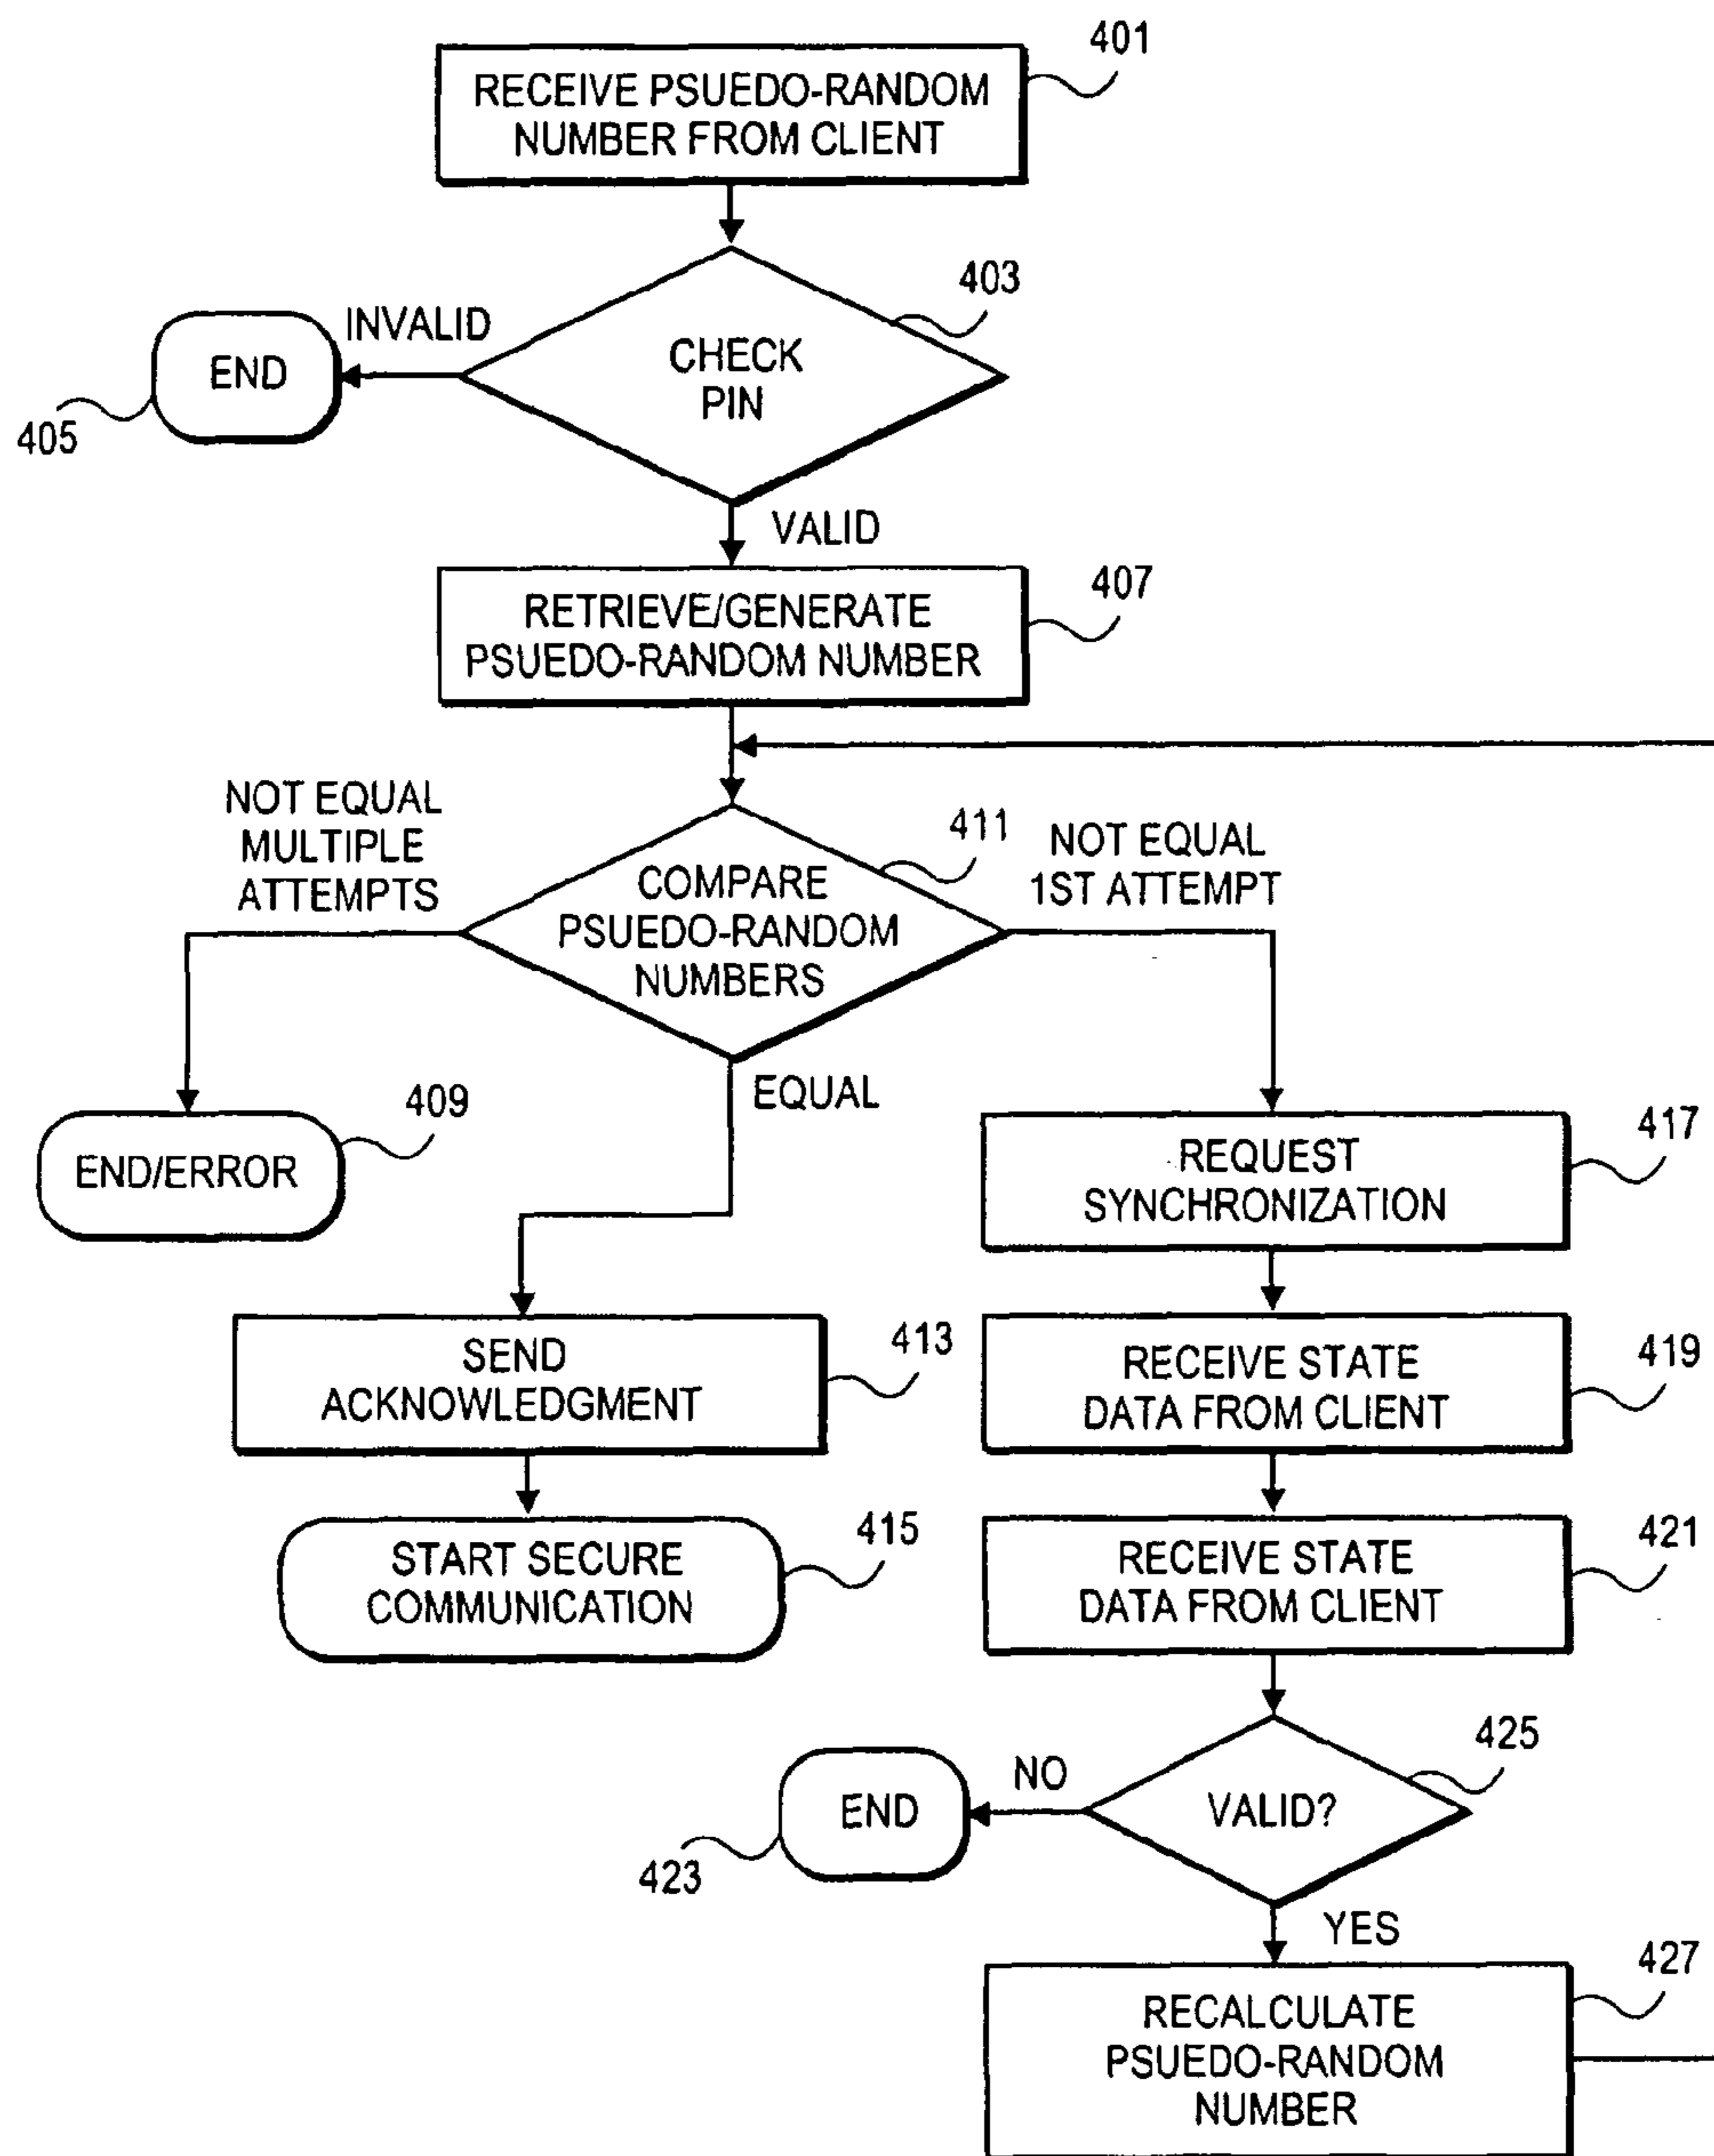 401
RECEIVE PSUEDO-RANDOM
NUMBER FROM CLIENT
403
INVALID
END
CHECK
PIN
405
VALID
407
RETRIEVE/GENERATE
PSUEDO-RANDOM NUMBER
NOT EQUAL
MULTIPLE
ATTEMPTS
411
NOT EQUAL
1ST ATTEMPT
COMPARE
PSUEDO-RANDOM
NUMBERS
EQUAL
409
END/ERROR
417
REQUEST
SYNCHRONIZATION
413
SEND
ACKNOWLEDGMENT
419
RECEIVE STATE
DATA FROM CLIENT
415
START SECURE
COMMUNICATION
421
RECEIVE STATE
DATA FROM CLIENT
425
NO
END
VALID?
423
YES
427
RECALCULATE
PSUEDO-RANDOM
NUMBER